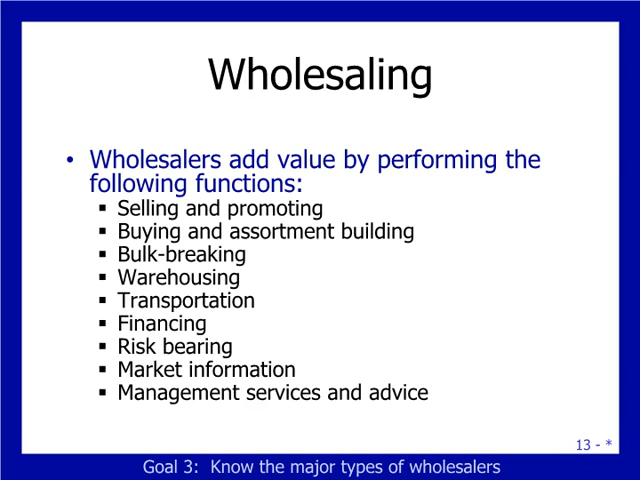 Wholesaling
• Wholesalers add value by performing the
following functions:
▪ Selling and promoting
▪ Buying and assortment building
▪ Bulk-breaking
▪ Warehousing
▪ Transportation
▪ Financing
▪ Risk bearing
▪ Market information
▪ Management services and advice
13 - *
Goal 3:  Know the major types of wholesalers